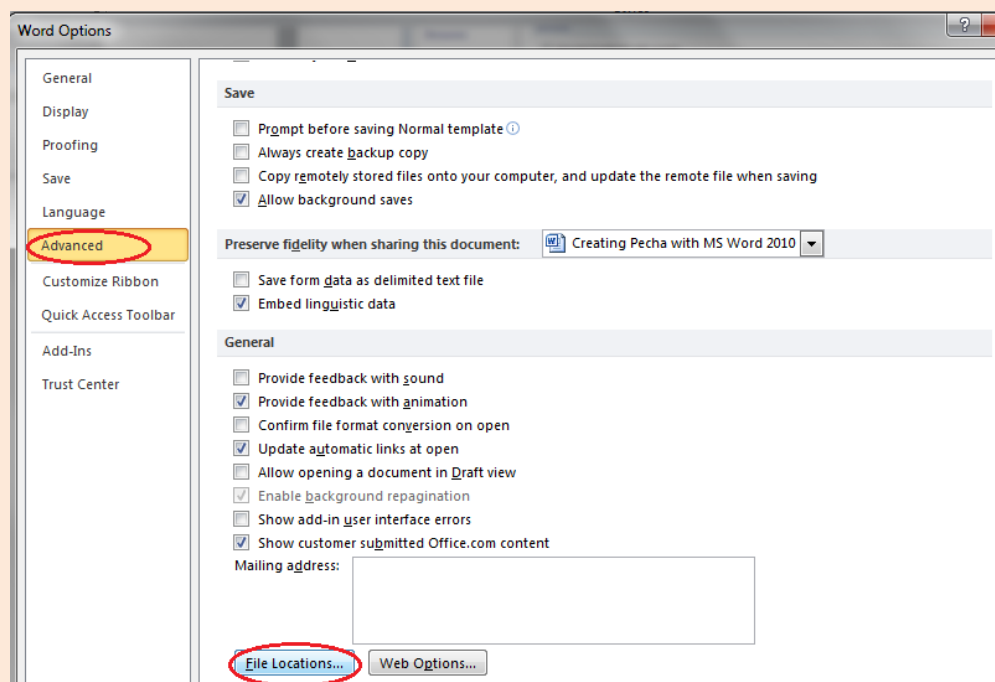 Word Options
?
General
Display
Proofing
Save
Language
Advanced
Customize Ribbon
Quick Access Toolbar
Add-Ins
Trust Center
Save
Prompt before saving Normal template
Always create backup copy
Copy remotely stored files onto your computer, and update the remote file when saving
Allow background saves
Preserve fidelity when sharing this document: Creating Pecha with MS Word 2010
Save form data as delimited text file
Embed linguistic data
General
Provide feedback with sound
Provide feedback with animation
Confirm file format conversion on open
Update automatic links at open
Allow opening a document in Draft view
Enable background repagination
Show add-in user interface errors
Show customer submitted Office.com content
Mailing address:
File Locations... Web Options...